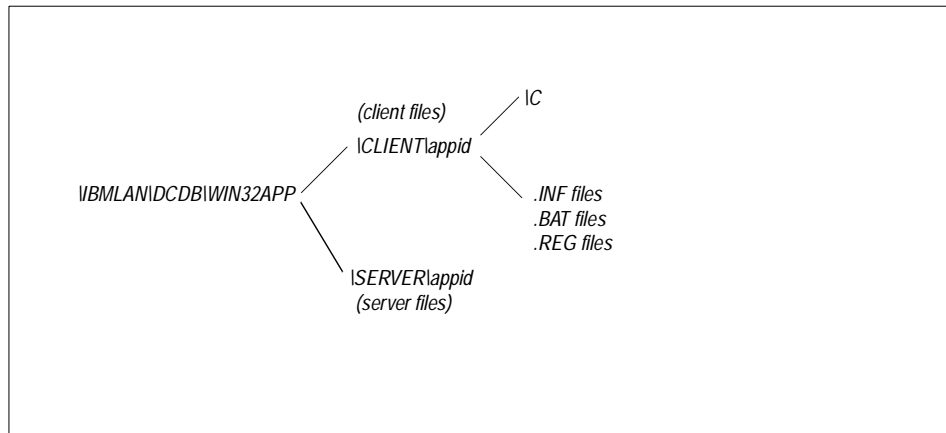 \C
(client files)
\CLIENT\appid
\IBMLAN\DCDB\WIN32APP
.INF files
.BAT files
.REG files
\SERVER\appid
(server files)